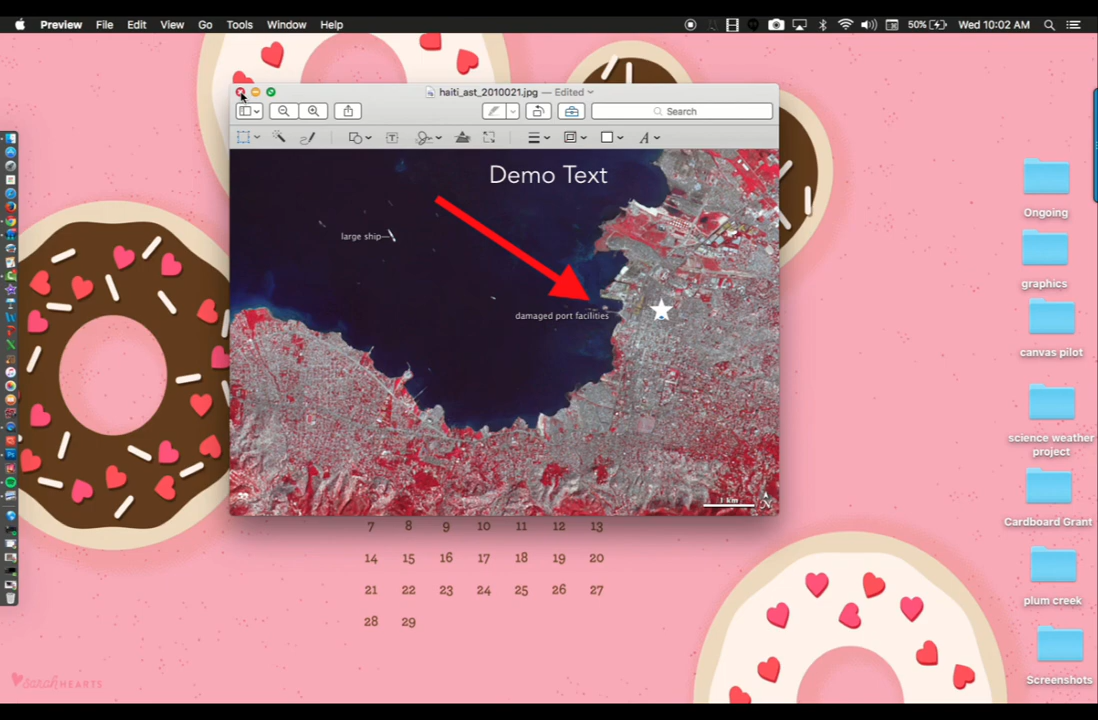 Preview File Edit View Go Tools Window Help 50% Wed 10:02 AM
haiti_ast_2010021.jpg — Edited
Search
T A
Demo Text
large ship
damaged port facilities
1 km
N
7 8 9 10 11 12 13
14 15 16 17 18 19 20
21 22 23 24 25 26 27
28 29
sarah HEARTS
Ongoing
graphics
canvas pilot
science weather
project
Cardboard Grant
plum creek
Screenshots